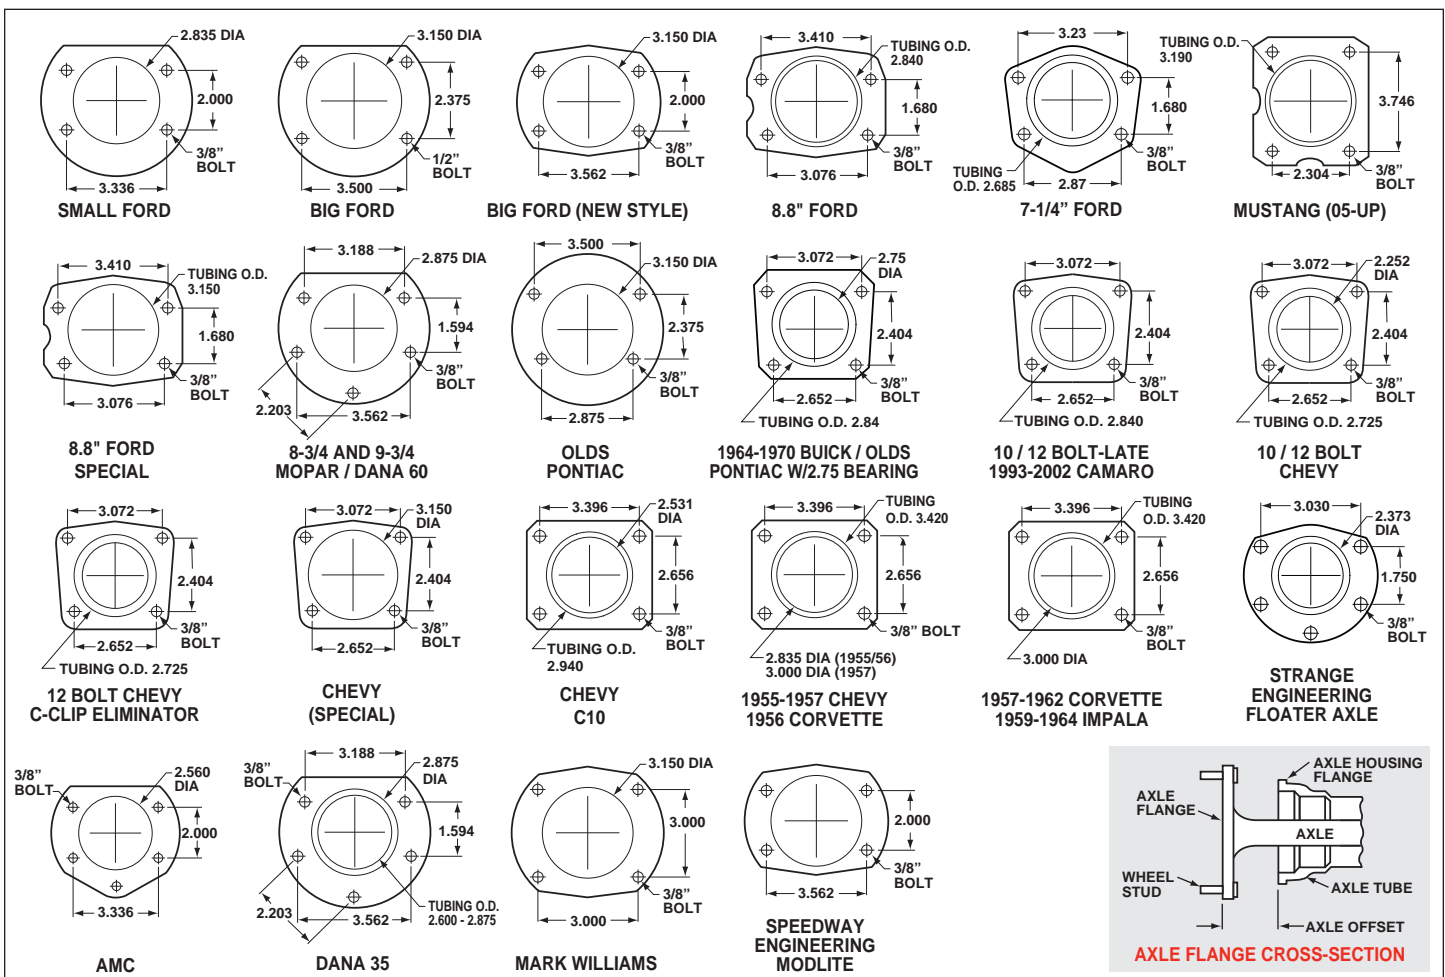 2.835 DIA
2.000
3/8”
BOLT
3.336
SMALL FORD
3.150 DIA
2.375
1/2”
BOLT
3.500
BIG FORD
3.150 DIA
2.000
3/8”
BOLT
3.562
BIG FORD (NEW STYLE)
3.410
TUBING O.D.
2.840
1.680
3/8”
BOLT
3.076
8.8" FORD
3.23
1.680
3/8”
BOLT
TUBING
O.D. 2.685
2.87
7-1/4” FORD
TUBING O.D.
3.190
3.746
3/8”
BOLT
2.304
MUSTANG (05-UP)
3.410
TUBING O.D.
3.150
1.680
3/8”
BOLT
3.076
8.8" FORD
SPECIAL
3.188
2.875 DIA
1.594
3/8”
BOLT
2.203
3.562
8-3/4 AND 9-3/4
MOPAR / DANA 60
3.500
3.150 DIA
2.375
3/8”
BOLT
2.875
OLDS
PONTIAC
3.072
2.75
DIA
2.404
3/8”
BOLT
2.652
TUBING O.D. 2.84
1964-1970 BUICK / OLDS
PONTIAC W/2.75 BEARING
3.072
2.404
3/8”
BOLT
2.652
TUBING O.D. 2.840
10 / 12 BOLT-LATE
1993-2002 CAMARO
3.072
2.252
DIA
2.404
3/8”
BOLT
2.652
TUBING O.D. 2.725
10 / 12 BOLT
CHEVY
3.072
2.404
3/8”
BOLT
2.652
TUBING O.D. 2.725
12 BOLT CHEVY
C-CLIP ELIMINATOR
3.072
3.150
DIA
2.404
3/8”
BOLT
2.652
CHEVY
(SPECIAL)
3.396
2.531
DIA
2.656
3/8”
BOLT
TUBING O.D.
2.940
CHEVY
C10
3.396
TUBING
O.D. 3.420
2.656
3/8” BOLT
2.835 DIA (1955/56)
3.000 DIA (1957)
1955-1957 CHEVY
1956 CORVETTE
3.396
TUBING
O.D. 3.420
2.656
3/8”
BOLT
3.000 DIA
1957-1962 CORVETTE
1959-1964 IMPALA
3.030
2.373
DIA
1.750
3/8”
BOLT
STRANGE
ENGINEERING
FLOATER AXLE
3/8”
BOLT
2.560
DIA
2.000
3.336
AMC
3/8”
BOLT
3.188
2.875
DIA
1.594
2.203
3.562
TUBING O.D.
2.600 - 2.875
DANA 35
3.150 DIA
3.000
3/8”
BOLT
3.000
MARK WILLIAMS
2.000
3/8”
BOLT
3.562
SPEEDWAY
ENGINEERING
MODLITE
AXLE HOUSING
FLANGE
AXLE
FLANGE
AXLE
WHEEL
STUD
AXLE TUBE
AXLE OFFSET
AXLE FLANGE CROSS-SECTION